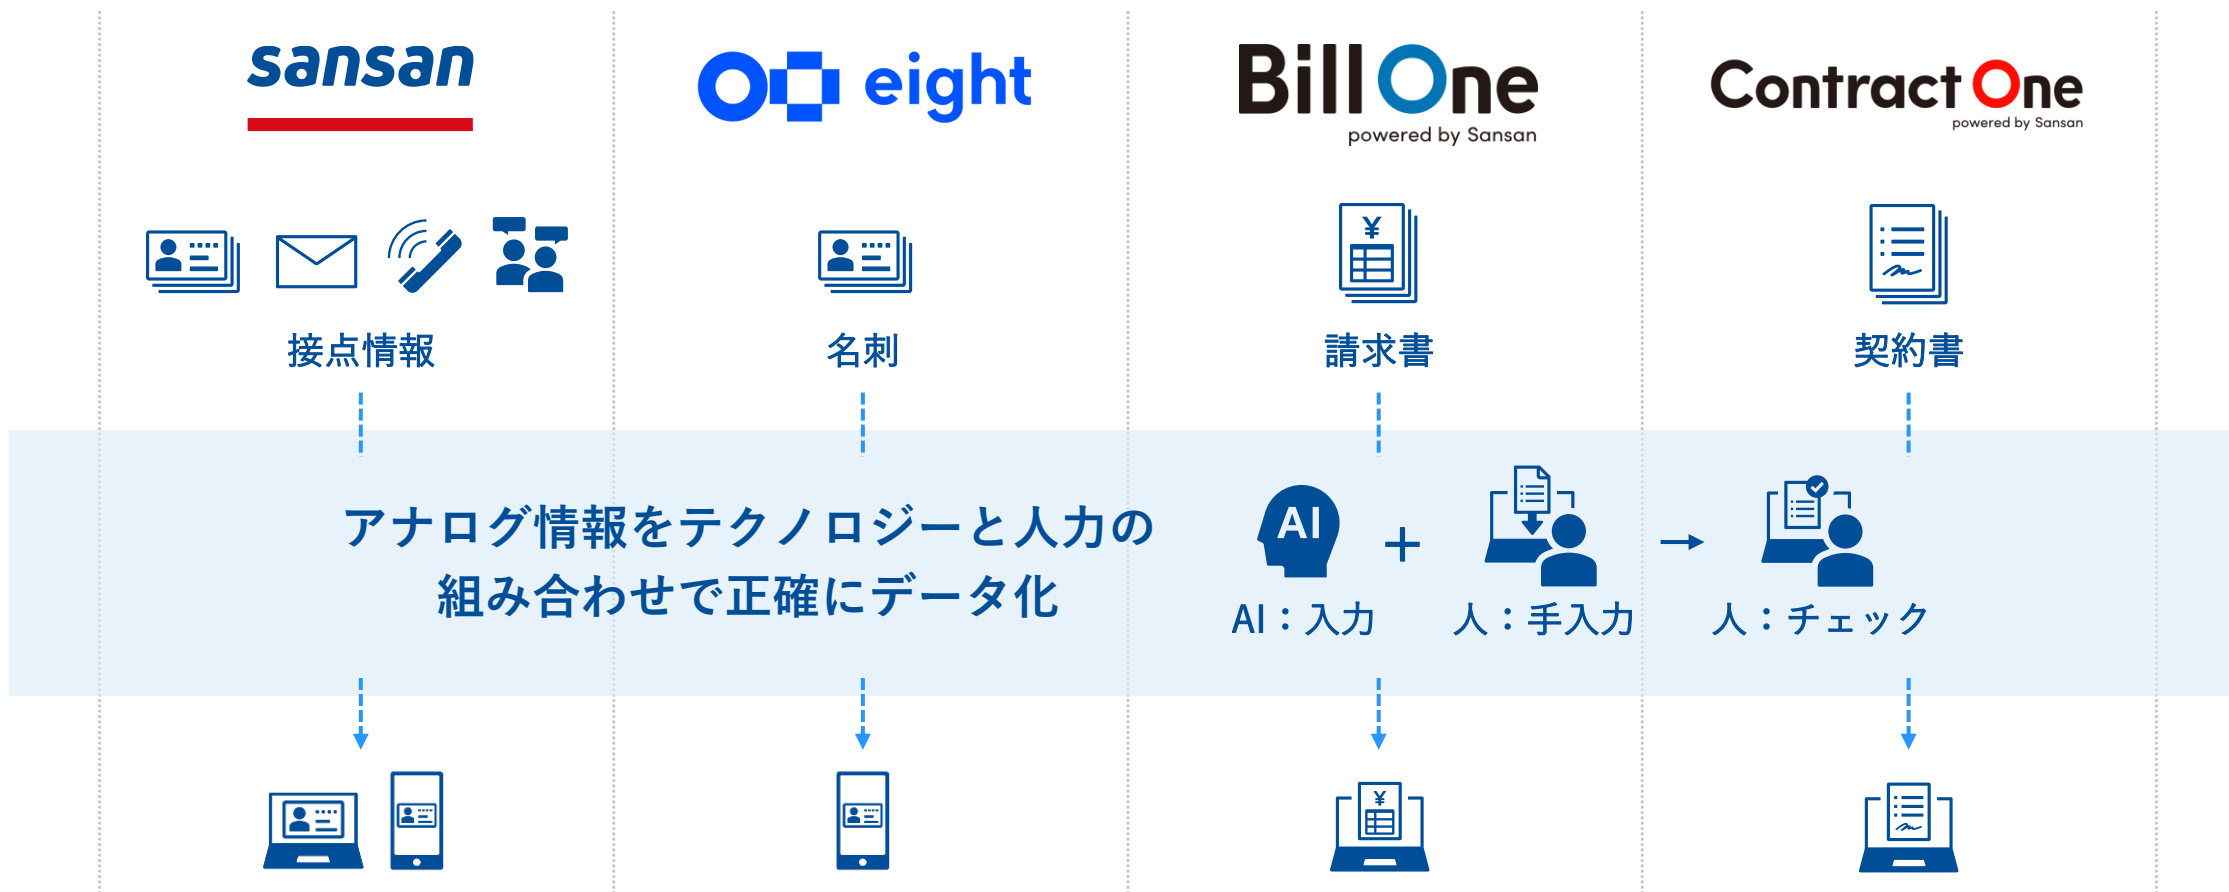 sansan
eight
Bill One
powered by Sansan
Contract One
powered by Sansan
接点情報
名刺
¥
請求書
契約書
アナログ情報をテクノロジーと人力の
組み合わせで正確にデータ化
AI
+
→
AI：入力
人：手入力
人：チェック
¥